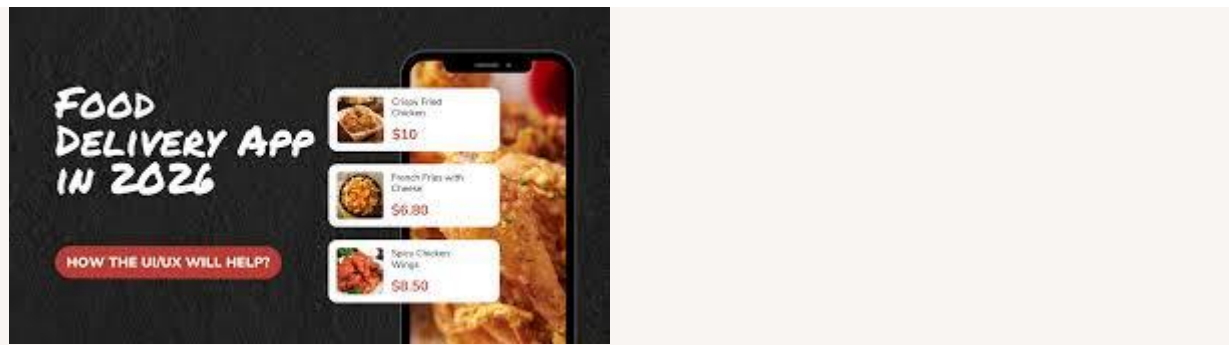 FOOD
DELIVERY APP
IN 2026
HOW THE UI/UX WILL HELP?
Crispy Fried
Chicken
$10
French Fries with
Cheese
$6.80
Spicy Chicken
Wings
$8.50